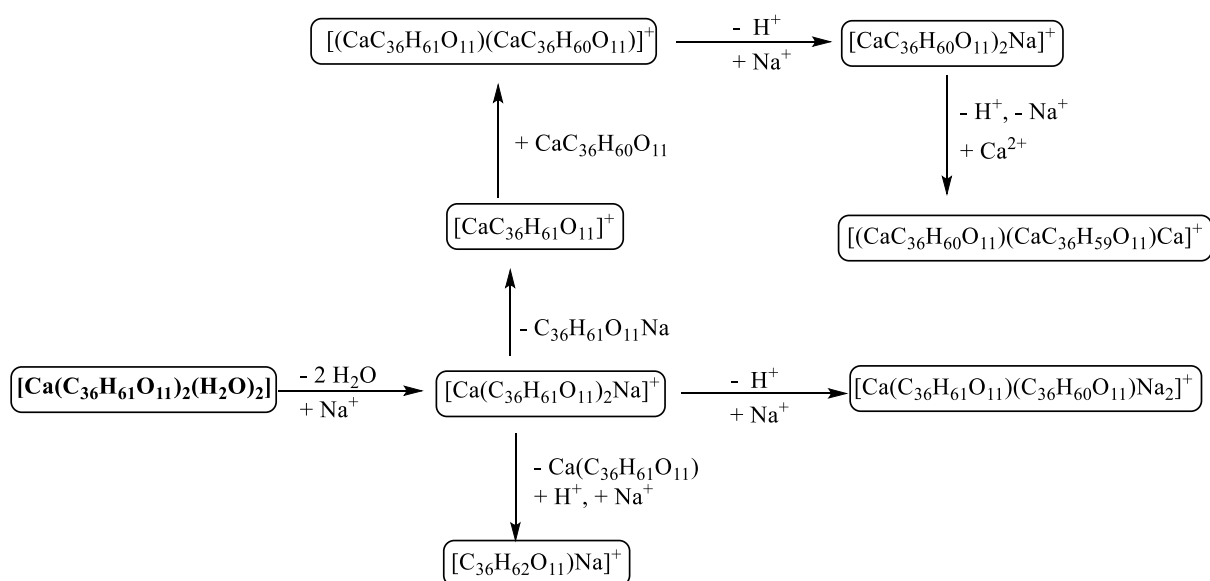 [(CaC₃₆H₆₁O₁₁)(CaC₃₆H₆₀O₁₁)]⁺
- H⁺
+ Na⁺
[CaC₃₆H₆₀O₁₁)₂Na]⁺
+ CaC₃₆H₆₀O₁₁
- H⁺, - Na⁺
+ Ca²⁺
[CaC₃₆H₆₁O₁₁]⁺
[(CaC₃₆H₆₀O₁₁)(CaC₃₆H₅₉O₁₁)Ca]⁺
- C₃₆H₆₁O₁₁Na
[Ca(C₃₆H₆₁O₁₁)₂(H₂O)₂]
- 2 H₂O
+ Na⁺
[Ca(C₃₆H₆₁O₁₁)₂Na]⁺
- H⁺
+ Na⁺
[Ca(C₃₆H₆₁O₁₁)(C₃₆H₆₀O₁₁)Na₂]⁺
- Ca(C₃₆H₆₁O₁₁)
+ H⁺, + Na⁺
[C₃₆H₆₂O₁₁)Na]⁺